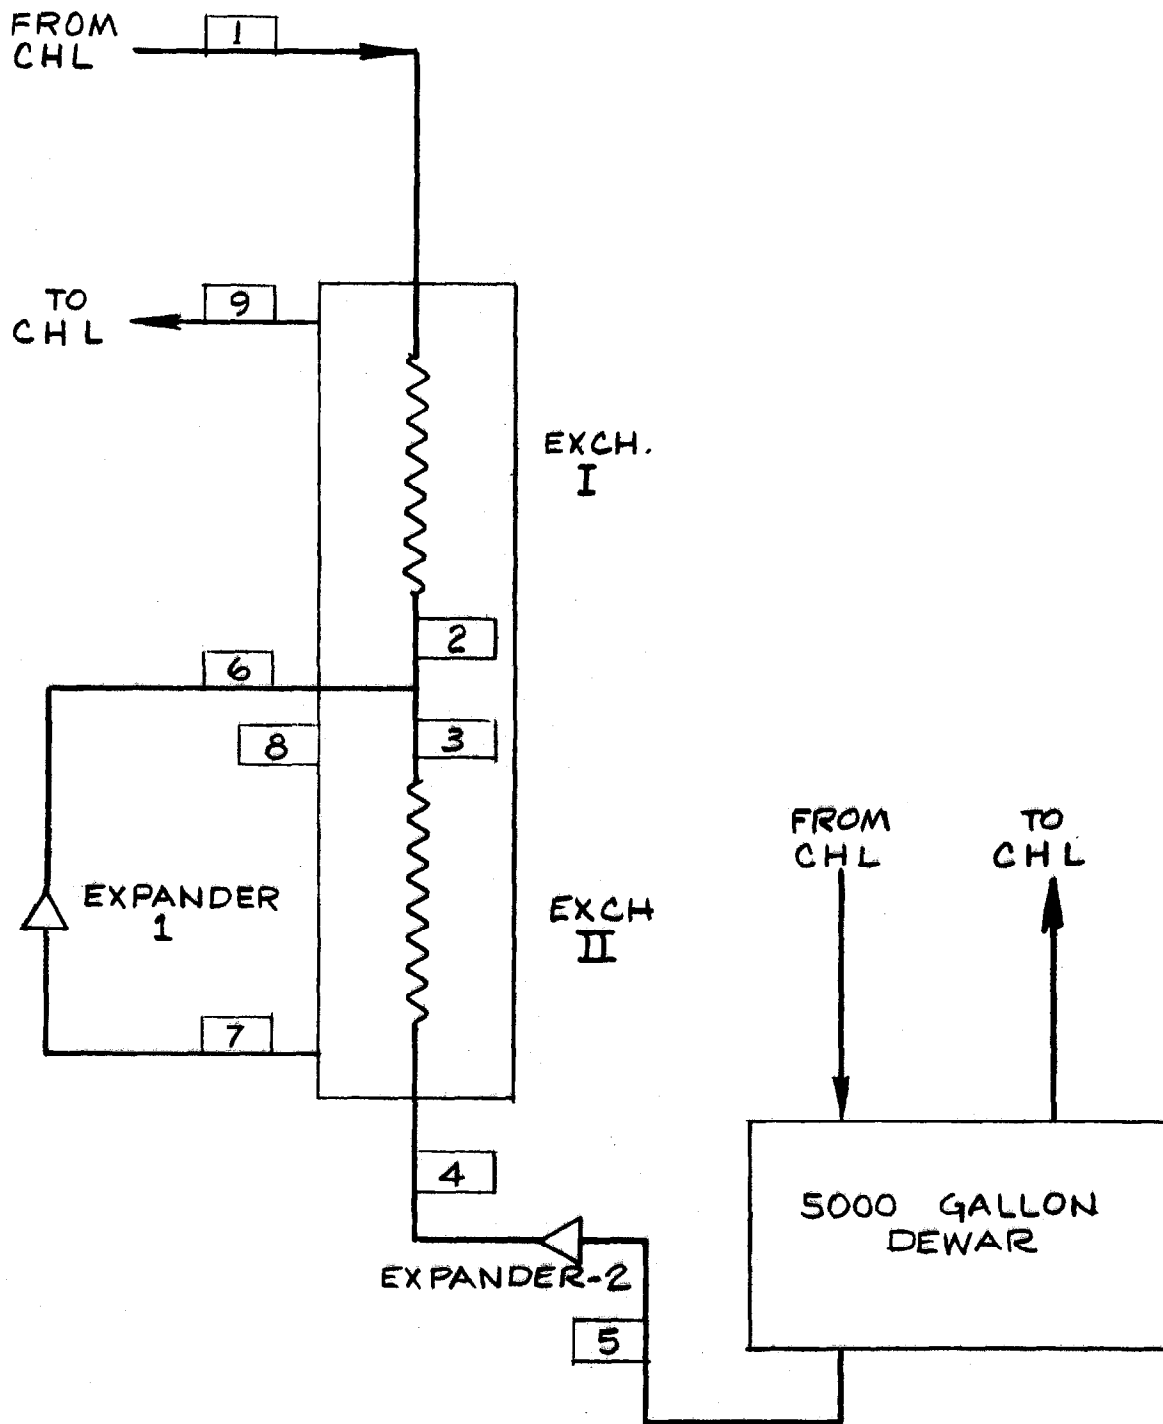 FROM
CHL
1
TO
CHL
9
EXCH.
I
2
6
3
8
FROM
CHL
TO
CHL
EXPANDER
1
EXCH
II
7
4
5000 GALLON
DEWAR
EXPANDER-2
5